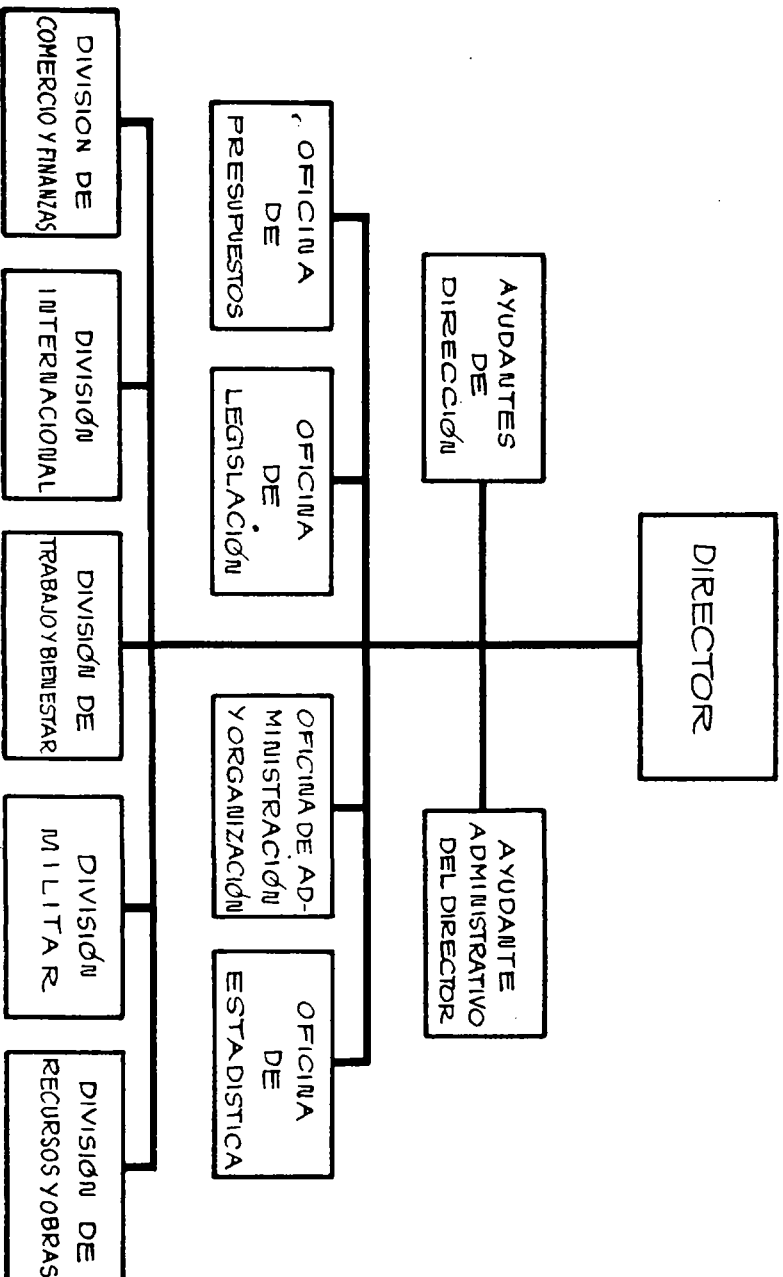 DIRECTOR
AYUDANTES
DE
DIRECCIÓN
AYUDANTE
ADMINISTRATIVO
DEL DIRECTOR
OFICINA
DE
PRESUPUESTOS
OFICINA
DE
LEGISLACIÓN
OFICINA DE AD-
MINISTRACIÓN
Y ORGANIZACIÓN
OFICINA
DE
ESTADISTICA
DIVISION DE
COMERCIO Y FINANZAS
DIVISIÓN
INTERNACIONAL
DIVISIÓN DE
TRABAJO Y BIENESTAR
DIVISIÓN
MILITAR
DIVISIÓN DE
RECURSOS Y OBRAS